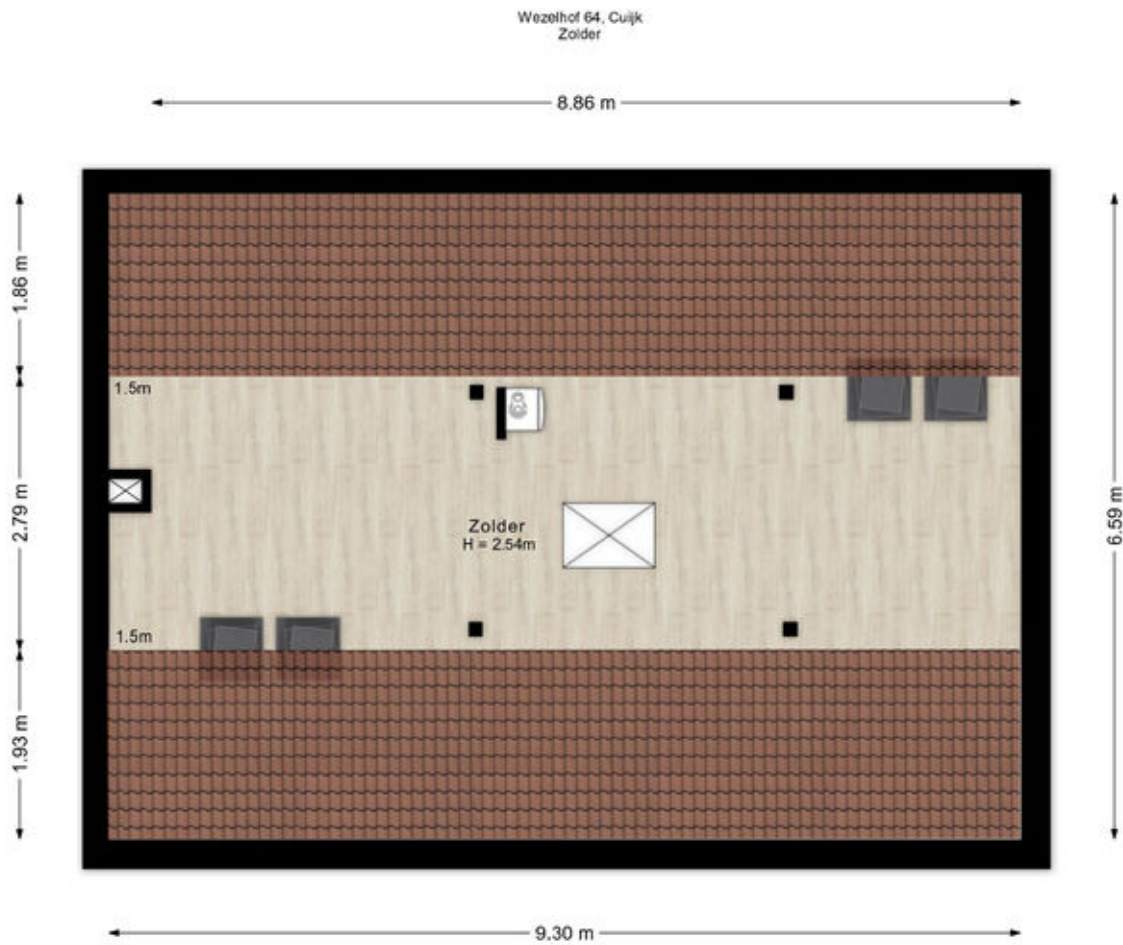 Wezelhof 64, Cuijk
Zolder
8.86 m
1.86 m
1.5m
2.79 m
6.59 m
Zolder
H = 2.54m
1.5m
1.93 m
9.30 m